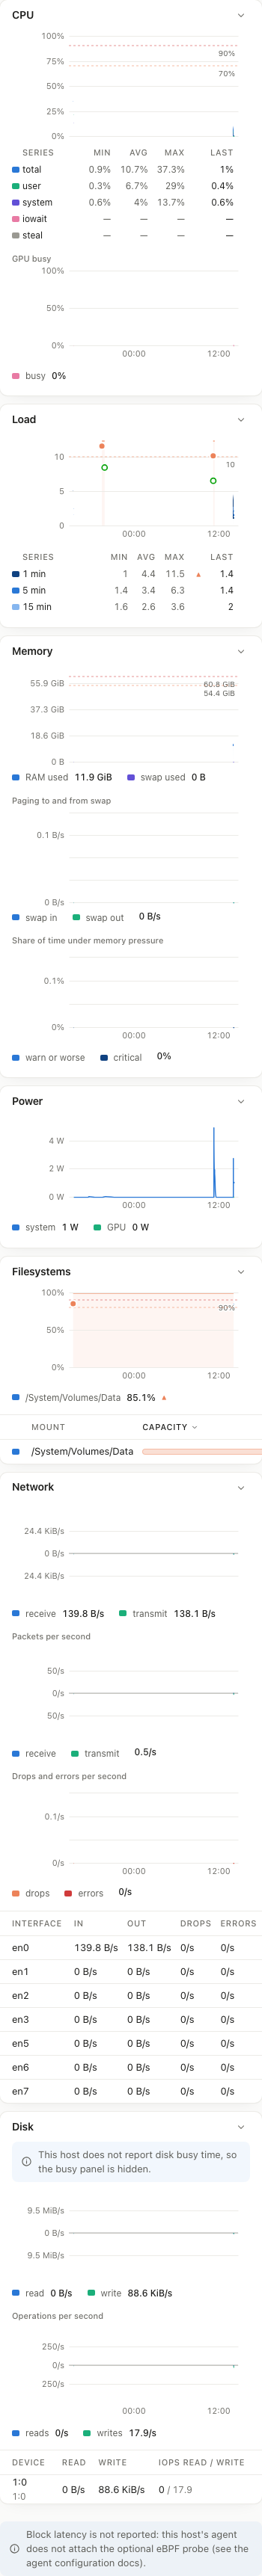 CPU
100%
90%
75%
70%
50%
25%
0%
SERIES MIN AVG MAX LAST
total 0.9% 10.7% 37.3% 1%
user 0.3% 6.7% 29% 0.4%
system 0.6% 4% 13.7% 0.6%
iowait — — — —
steal — — — —
GPU busy
100%
50%
0%
00:00 12:00
busy 0%
Load
10
10
5
0
00:00 12:00
SERIES MIN AVG MAX LAST
1 min 1 4.4 11.5 ▲ 1.4
5 min 1.4 3.4 6.3 1.4
15 min 1.6 2.6 3.6 2
Memory
55.9 GiB
60.8 GiB
54.4 GiB
37.3 GiB
18.6 GiB
0 B
RAM used 11.9 GiB swap used 0 B
Paging to and from swap
0.1 B/s
0 B/s
swap in swap out 0 B/s
Share of time under memory pressure
0.1%
0%
00:00 12:00
warn or worse critical 0%
Power
4 W
2 W
0 W
00:00 12:00
system 1 W GPU 0 W
Filesystems
100%
90%
50%
0%
00:00 12:00
/System/Volumes/Data 85.1% ▲
MOUNT CAPACITY
/System/Volumes/Data
Network
24.4 KiB/s
0 B/s
24.4 KiB/s
receive 139.8 B/s transmit 138.1 B/s
Packets per second
50/s
0/s
50/s
receive transmit 0.5/s
Drops and errors per second
0.1/s
0/s
00:00 12:00
drops errors 0/s
INTERFACE IN OUT DROPS ERRORS
en0 139.8 B/s 138.1 B/s 0/s 0/s
en1 0 B/s 0 B/s 0/s 0/s
en2 0 B/s 0 B/s 0/s 0/s
en3 0 B/s 0 B/s 0/s 0/s
en5 0 B/s 0 B/s 0/s 0/s
en6 0 B/s 0 B/s 0/s 0/s
en7 0 B/s 0 B/s 0/s 0/s
Disk
This host does not report disk busy time, so
the busy panel is hidden.
9.5 MiB/s
0 B/s
9.5 MiB/s
read 0 B/s write 88.6 KiB/s
Operations per second
250/s
0/s
250/s
00:00 12:00
reads 0/s writes 17.9/s
DEVICE READ WRITE IOPS READ / WRITE
1:0
1:0
0 B/s 88.6 KiB/s 0 / 17.9
Block latency is not reported: this host's agent
does not attach the optional eBPF probe (see the
agent configuration docs).